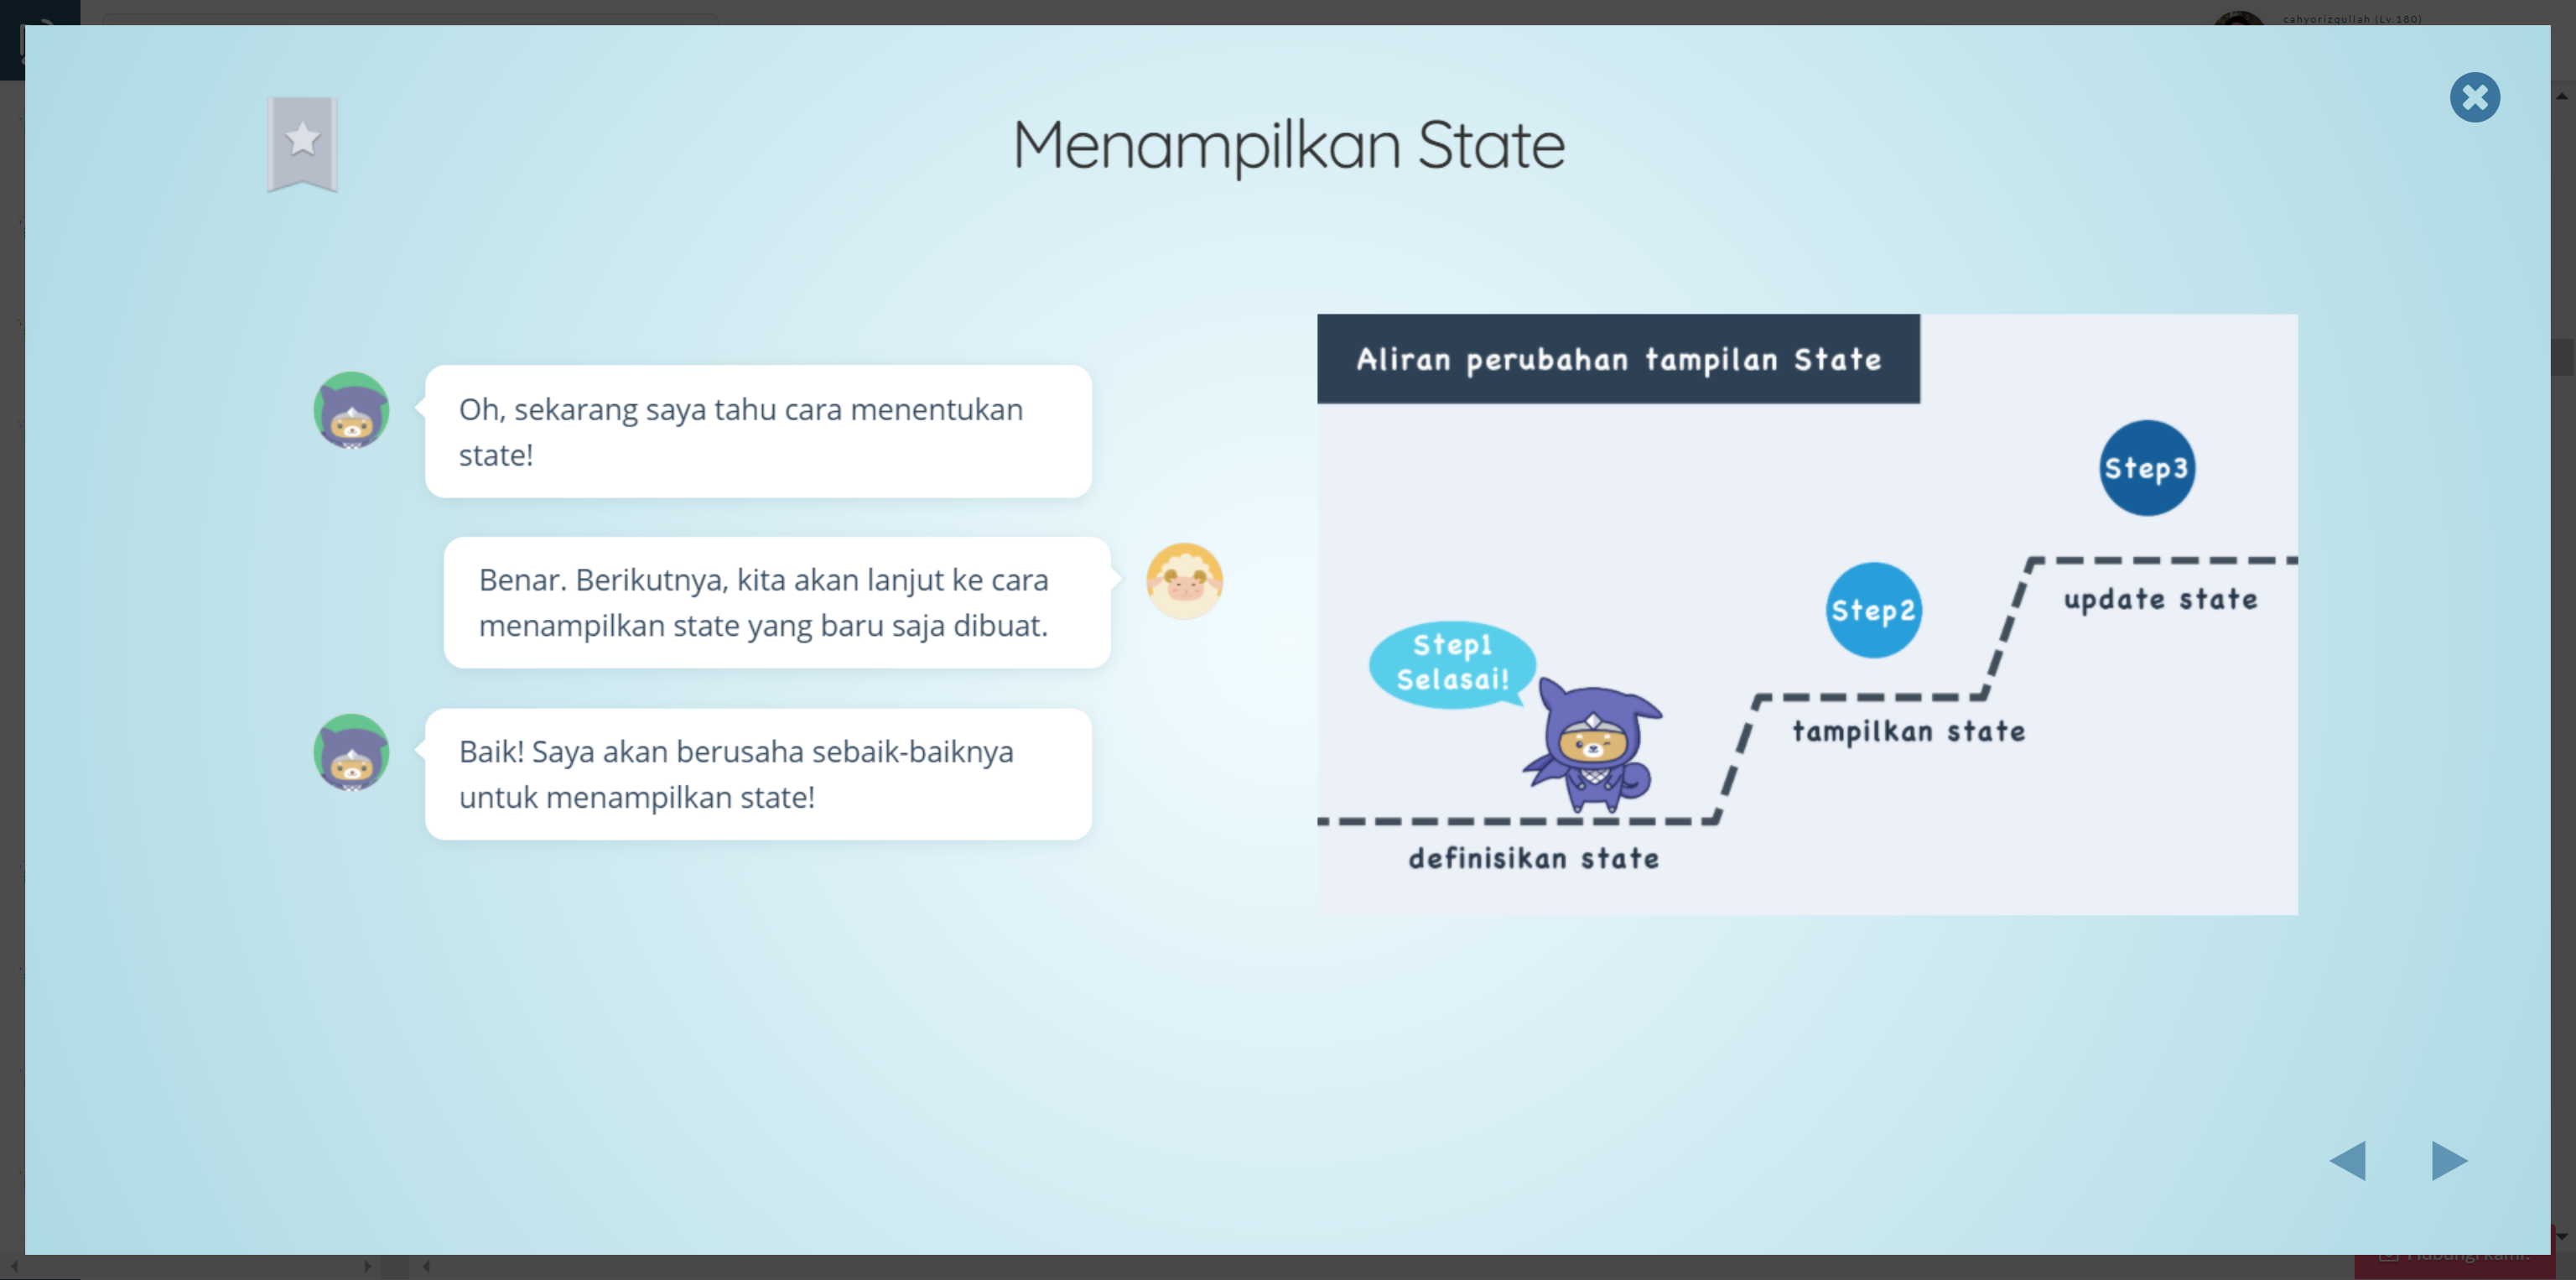 cahyorizqullah (Lv.180)
Menampilkan State
Oh, sekarang saya tahu cara menentukan
state!
Benar. Berikutnya, kita akan lanjut ke cara
menampilkan state yang baru saja dibuat.
Baik! Saya akan berusaha sebaik-baiknya
untuk menampilkan state!
Aliran perubahan tampilan State
Step3
update state
Step2
tampilkan state
Step1
Selasai!
definisikan state
Hubungi kami